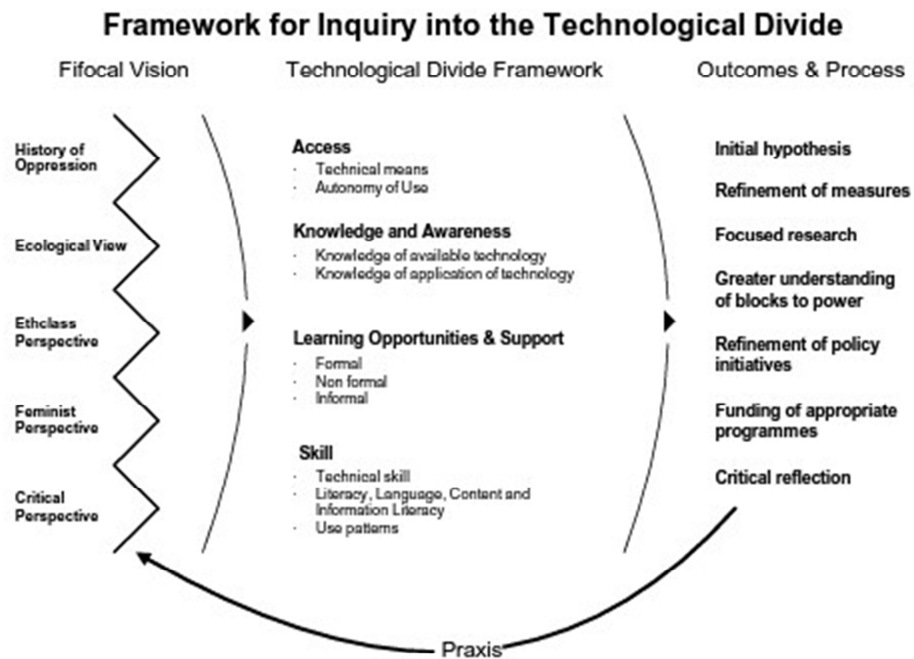 Framework for Inquiry into the Technological Divide
Fifocal Vision
Technological Divide Framework
Outcomes & Process
History of
Oppression
Ecological View
Ethclass
Perspective
Feminist
Perspective
Critical
Perspective
Access
· Technical means
· Autonomy of Use
Knowledge and Awareness
· Knowledge of available technology
· Knowledge of application of technology
Learning Opportunities & Support
· Formal
· Non formal
· Informal
Skill
· Technical skill
· Literacy, Language, Content and
Information Literacy
· Use patterns
Initial hypothesis
Refinement of measures
Focused research
Greater understanding
of blocks to power
Refinement of policy
initiatives
Funding of appropriate
programmes
Critical reflection
Praxis